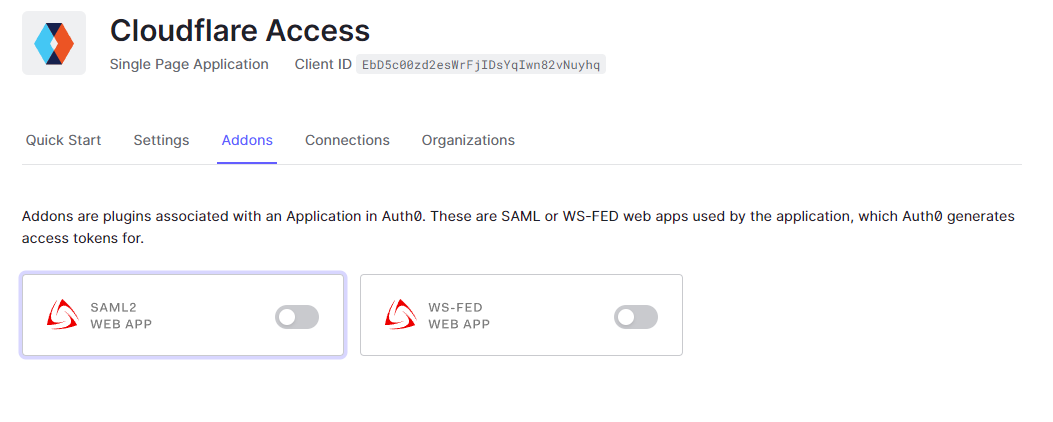 Cloudflare Access
Single Page Application Client ID EbD5c00zd2esWrFjIDsYqIwn82vNuyhq
Quick Start Settings Addons Connections Organizations
Addons are plugins associated with an Application in Auth0. These are SAML or WS-FED web apps used by the application, which Auth0 generates
access tokens for.
SAML2
WEB APP
WS-FED
WEB APP